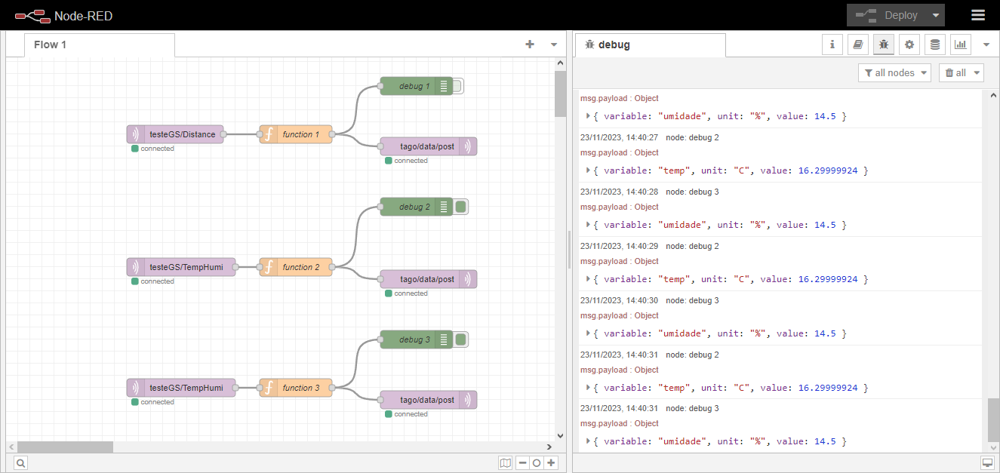 Node-RED
Deploy
Flow 1
debug 1
testeGS/Distance
function 1
connected
tago/data/post
connected
debug 2
testeGS/TempHumi
function 2
connected
tago/data/post
connected
debug 3
testeGS/TempHumi
function 3
connected
tago/data/post
connected
debug
all nodes
all
msg.payload : Object
{ variable: "umidade", unit: "%", value: 14.5 }
23/11/2023, 14:40:27 node: debug 2
msg.payload : Object
{ variable: "temp", unit: "C", value: 16.29999924 }
23/11/2023, 14:40:28 node: debug 3
msg.payload : Object
{ variable: "umidade", unit: "%", value: 14.5 }
23/11/2023, 14:40:29 node: debug 2
msg.payload : Object
{ variable: "temp", unit: "C", value: 16.29999924 }
23/11/2023, 14:40:30 node: debug 3
msg.payload : Object
{ variable: "umidade", unit: "%", value: 14.5 }
23/11/2023, 14:40:31 node: debug 2
msg.payload : Object
{ variable: "temp", unit: "C", value: 16.29999924 }
23/11/2023, 14:40:31 node: debug 3
msg.payload : Object
{ variable: "umidade", unit: "%", value: 14.5 }